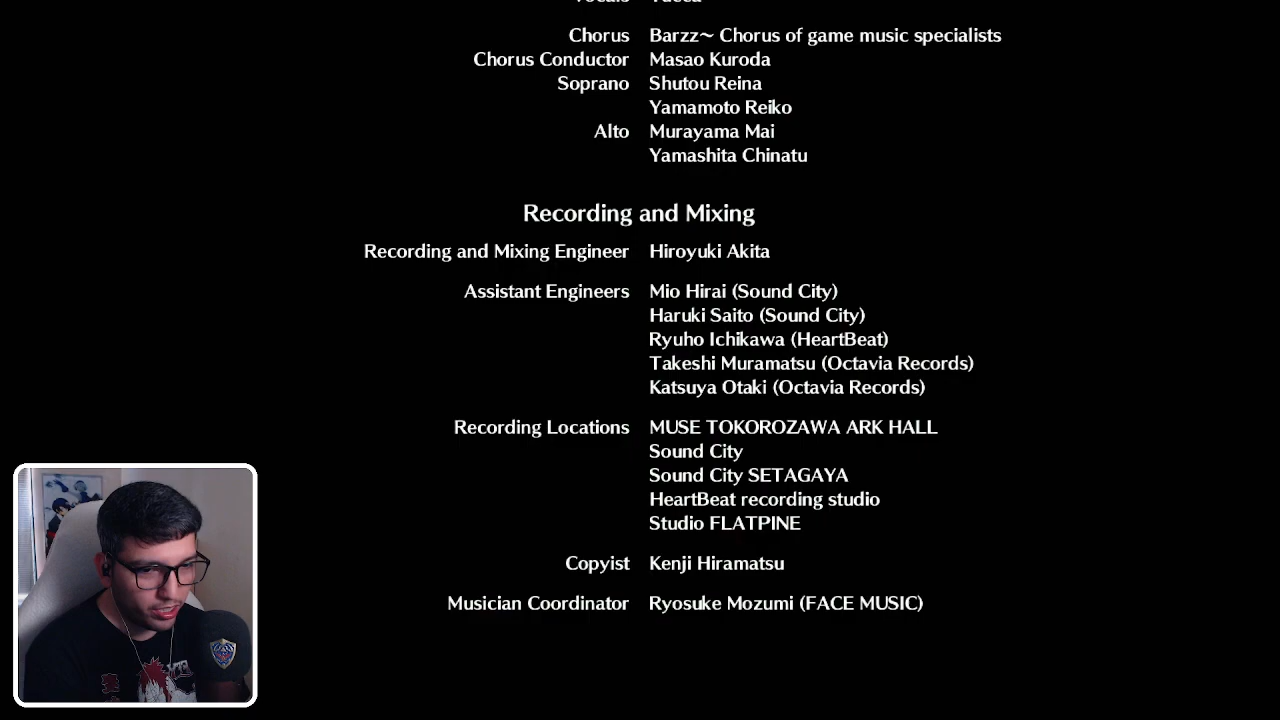 Chorus Barzz~ Chorus of game music specialists
Chorus Conductor Masao Kuroda
Soprano Shutou Reina
Yamamoto Reiko
Alto Murayama Mai
Yamashita Chinatu
Recording and Mixing
Recording and Mixing Engineer Hiroyuki Akita
Assistant Engineers Mio Hirai (Sound City)
Haruki Saito (Sound City)
Ryuho Ichikawa (HeartBeat)
Takeshi Muramatsu (Octavia Records)
Katsuya Otaki (Octavia Records)
Recording Locations MUSE TOKOROZAWA ARK HALL
Sound City
Sound City SETAGAYA
HeartBeat recording studio
Studio FLATPINE
Copyist Kenji Hiramatsu
Musician Coordinator Ryosuke Mozumi (FACE MUSIC)